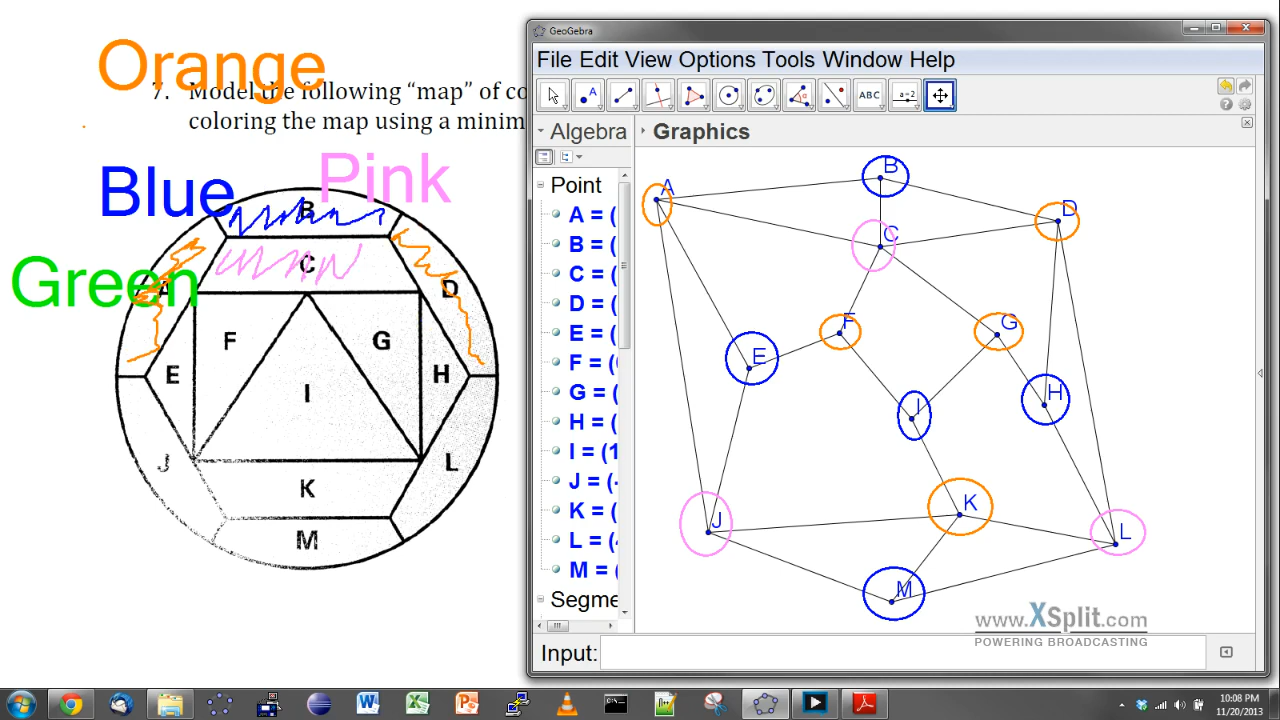 Orange
7. Model the following “map” of co
coloring the map using a minim
Blue
Pink
Green
B
C
A
D
F
G
E
H
I
J
L
K
M
GeoGebra
File Edit View Options Tools Window Help
A
ABC
a=2
Algebra
Graphics
Point
A = (
B = (
C = (
D = (
E = (
F = (
G = (
H = (
I = (1
J = (-
K = (
L = (
M = (
Segme
B
A
D
C
F
G
E
H
I
K
J
L
M
www.XSplit.com
POWERING BROADCASTING
Input:
10:08 PM
11/20/2013